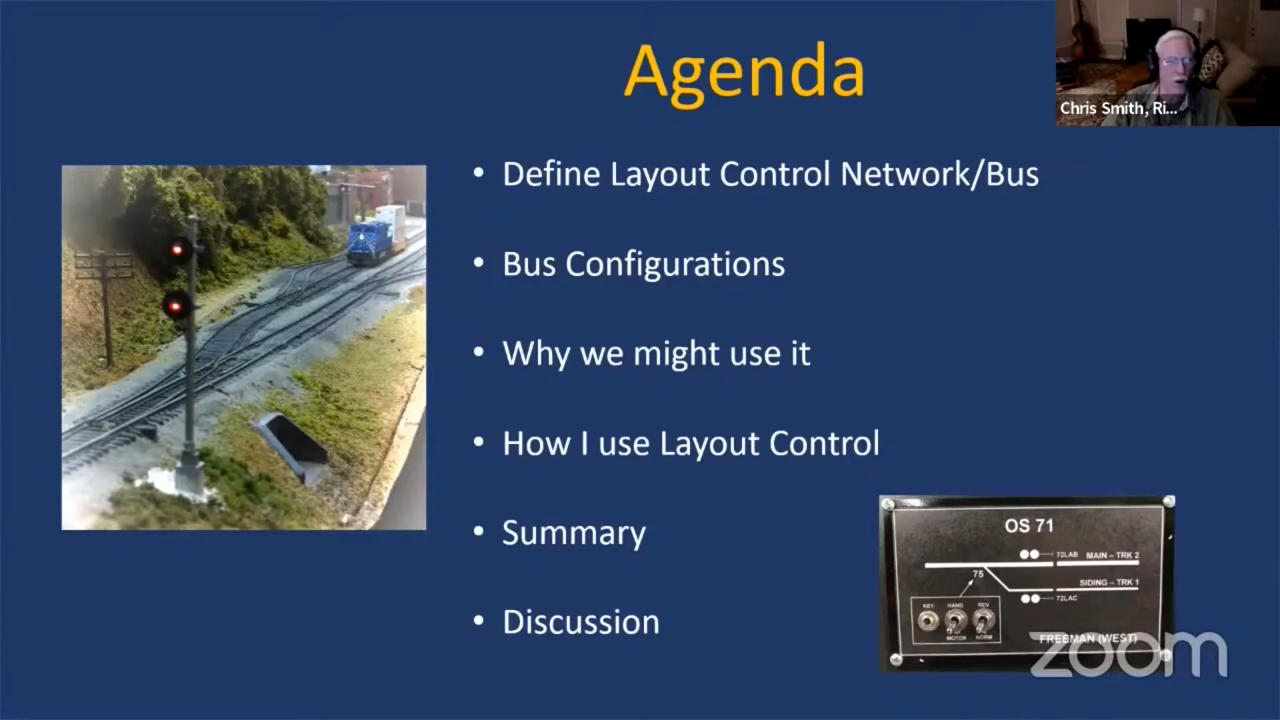 Agenda
Chris Smith, Ri...
• Define Layout Control Network/Bus
• Bus Configurations
• Why we might use it
• How I use Layout Control
• Summary
• Discussion
OS 71
72LAB
MAIN – TRK 2
75
SIDING – TRK 1
72LAC
KEY
HAND
REV
MOTOR
NORM
FREEMAN (WEST)
zoom